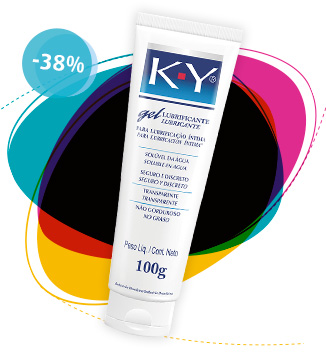 -38%
K-Y®
gel LUBRIFICANTE
LUBRICANTE
PARA LUBRIFICAÇÃO ÍNTIMA
PARA LUBRICACIÓN ÍNTIMA
SOLÚVEL EM ÁGUA
SOLUBLE EN AGUA
SEGURO E DISCRETO
SEGURO Y DISCRETO
TRANSPARENTE
TRANSPARENTE
NÃO GORDUROSO
NO GRASO
Peso Líq. / Cont. Neto
100g